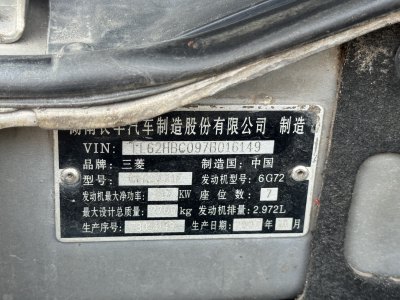 湖南长丰汽车制造股份有限公司 制造
VIN: LL62HBC097B016149
品牌: 三菱 制造国: 中国
型号: 发动机型号: 6G72
发动机最大净功率: KW 座位数: 7
最大设计总质量: kg 发动机排量: 2.972L
生产序号: 生产日期: 年 月